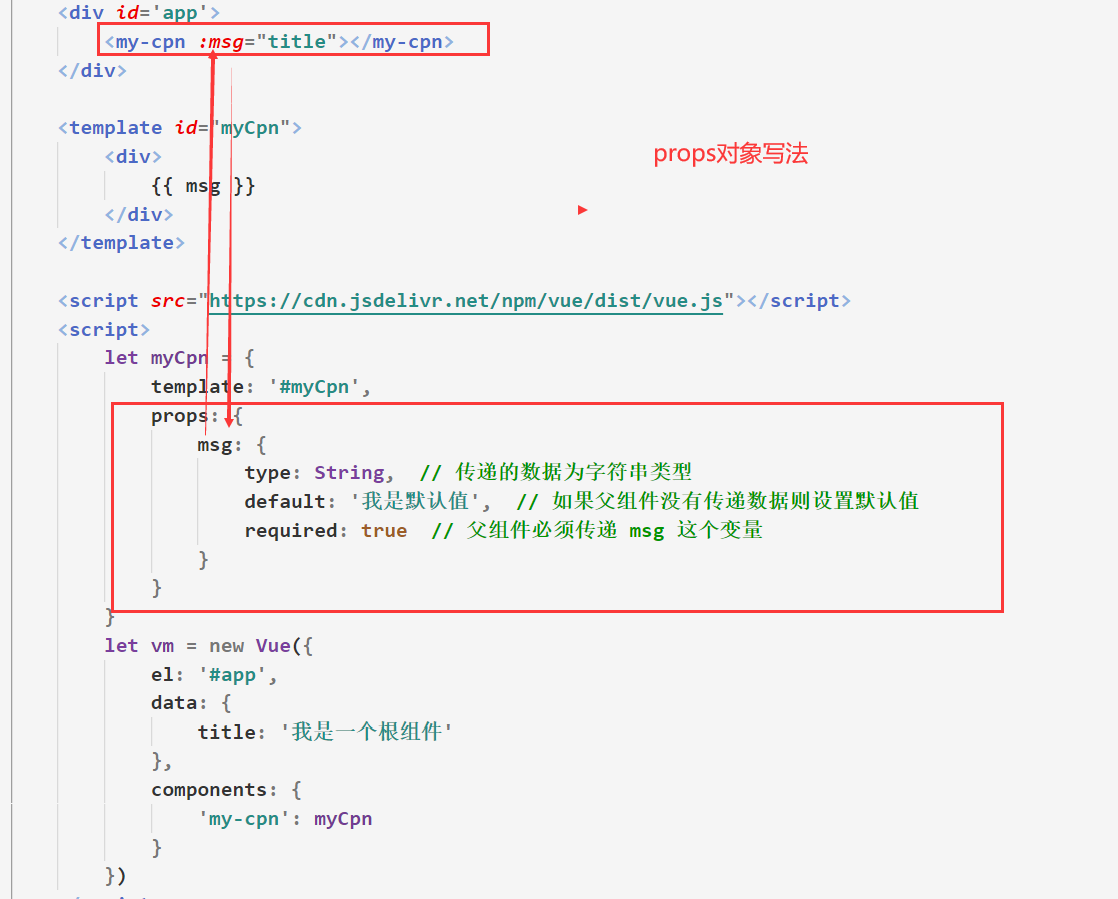 <div id='app'>
<my-cpn :msg="title"></my-cpn>
</div>
<template id="myCpn">
<div>
props对象写法
{{ msg }}
</div>
</template>
<script src="https://cdn.jsdelivr.net/npm/vue/dist/vue.js"></script>
<script>
let myCpn = {
template: '#myCpn',
props: {
msg: {
type: String, // 传递的数据为字符串类型
default: '我是默认值', // 如果父组件没有传递数据则设置默认值
required: true // 父组件必须传递 msg 这个变量
}
}
}
let vm = new Vue({
el: '#app',
data: {
title: '我是一个根组件'
},
components: {
'my-cpn': myCpn
}
})